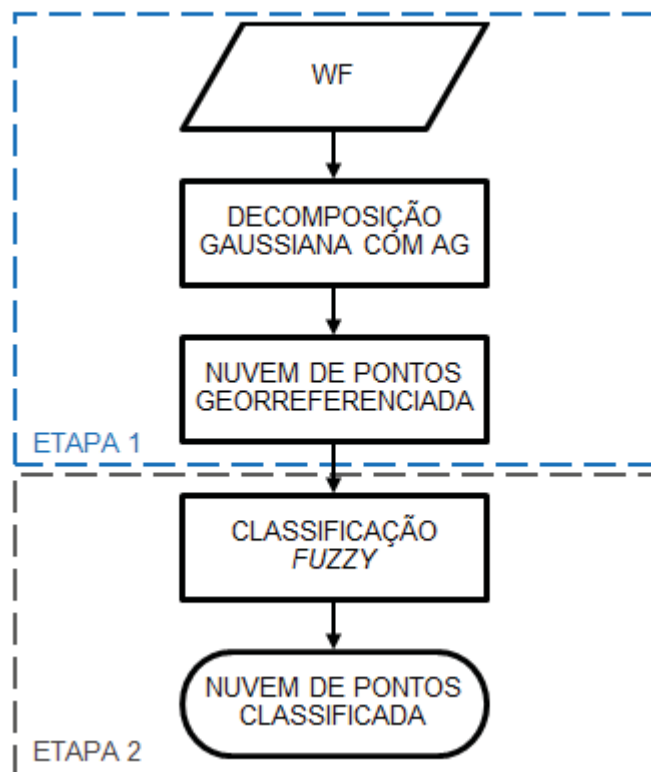 WF
DECOMPOSIÇÃO
GAUSSIANA COM AG
NUVEM DE PONTOS
GEORREFERENCIADA
ETAPA 1
CLASSIFICAÇÃO
FUZZY
NUVEM DE PONTOS
CLASSIFICADA
ETAPA 2